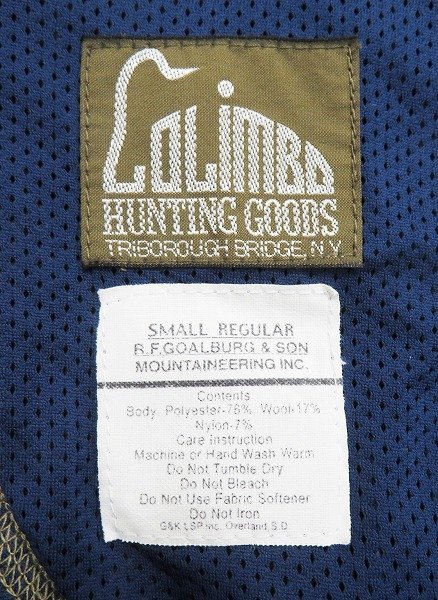 COLIMBO
HUNTING GOODS
TRIBOROUGH BRIDGE, N.Y.
SMALL REGULAR
R.F.GOALBURG & SON
MOUNTAINEERING INC.
Contents
Body Polyester-76%, Wool-17%
Nylon-7%
Care Instruction
Machine or Hand Wash Warm
Do Not Tumble Dry
Do Not Bleach
Do Not Use Fabric Softener
Do Not Iron
G&K LSP,inc. Overland, S.D.